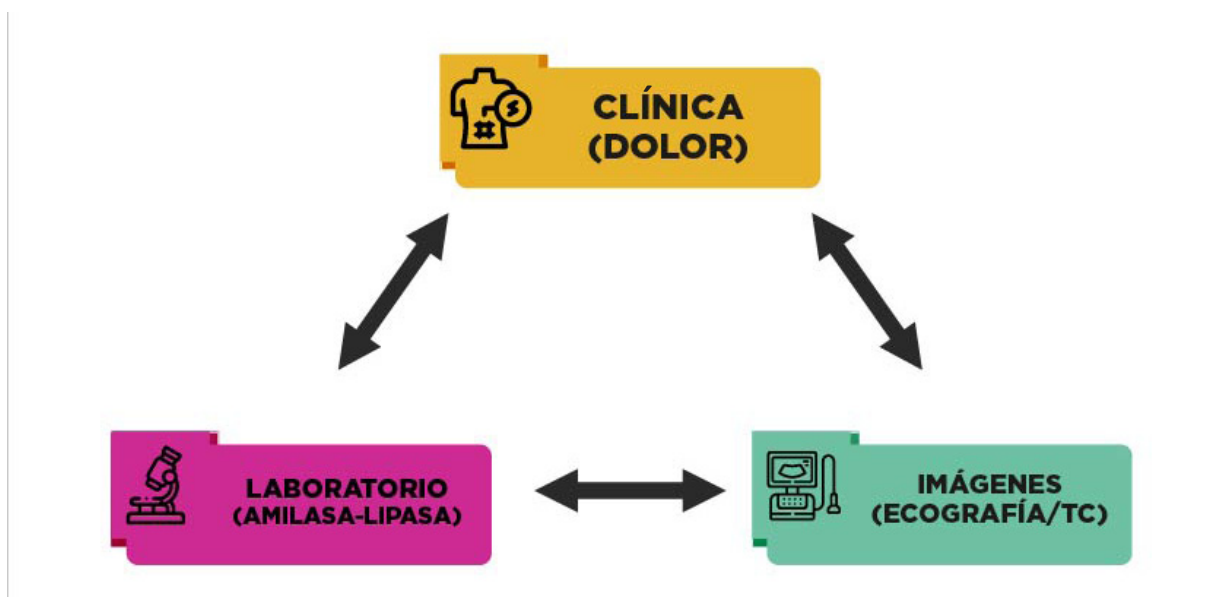 CLÍNICA
(DOLOR)
LABORATORIO
(AMILASA-LIPASA)
IMÁGENES
(ECOGRAFÍA/TC)